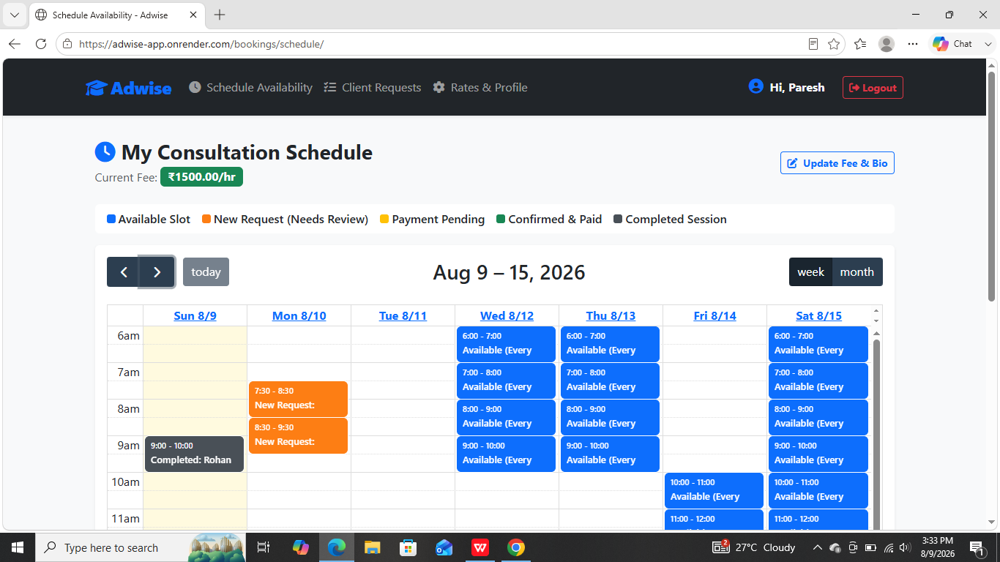 Schedule Availability - Adwise
https://adwise-app.onrender.com/bookings/schedule/
Chat
Adwise
Schedule Availability
Client Requests
Rates & Profile
Hi, Paresh
Logout
My Consultation Schedule
Current Fee: ₹1500.00/hr
Update Fee & Bio
Available Slot
New Request (Needs Review)
Payment Pending
Confirmed & Paid
Completed Session
today
Aug 9 – 15, 2026
week
month
Sun 8/9
Mon 8/10
Tue 8/11
Wed 8/12
Thu 8/13
Fri 8/14
Sat 8/15
6am
7am
8am
9am
10am
11am
9:00 - 10:00
Completed: Rohan
7:30 - 8:30
New Request:
8:30 - 9:30
New Request:
6:00 - 7:00
Available (Every
7:00 - 8:00
Available (Every
8:00 - 9:00
Available (Every
9:00 - 10:00
Available (Every
6:00 - 7:00
Available (Every
7:00 - 8:00
Available (Every
8:00 - 9:00
Available (Every
9:00 - 10:00
Available (Every
10:00 - 11:00
Available (Every
11:00 - 12:00
6:00 - 7:00
Available (Every
7:00 - 8:00
Available (Every
8:00 - 9:00
Available (Every
9:00 - 10:00
Available (Every
10:00 - 11:00
Available (Every
11:00 - 12:00
Type here to search
2
27°C Cloudy
3:33 PM
8/9/2026
1